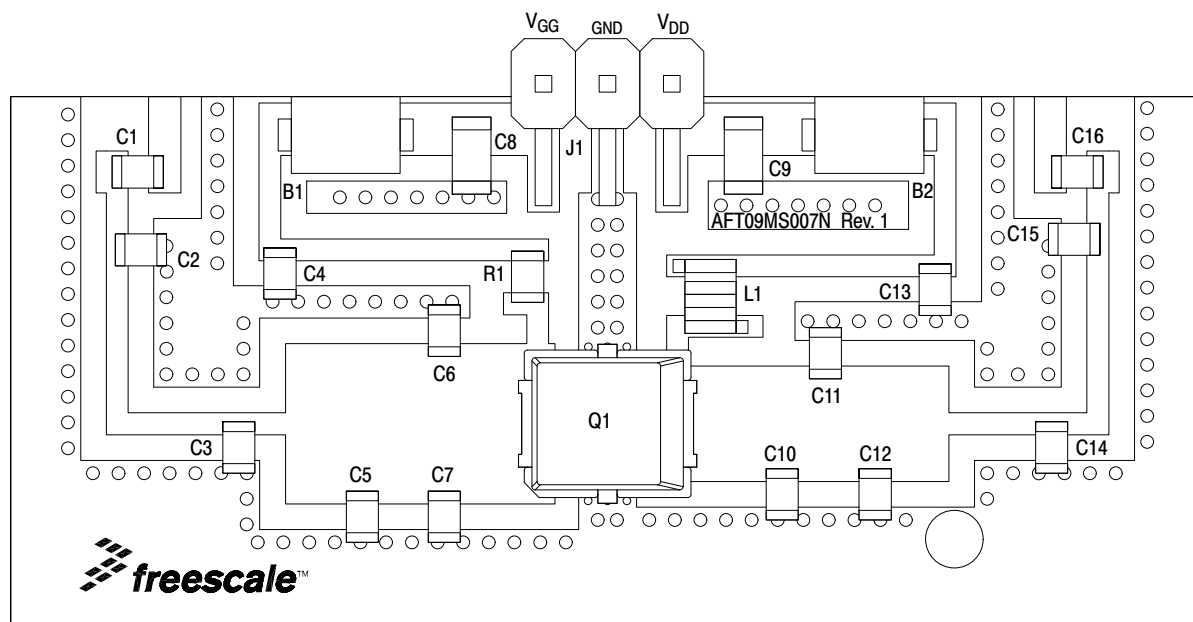 VGG GND VDD
C1
C8
J1
C9
C16
B1
B2
AFT09MS007N Rev. 1
C2
C4
R1
L1
C13
C15
C6
C11
Q1
C3
C5
C7
C10
C12
C14
freescale™